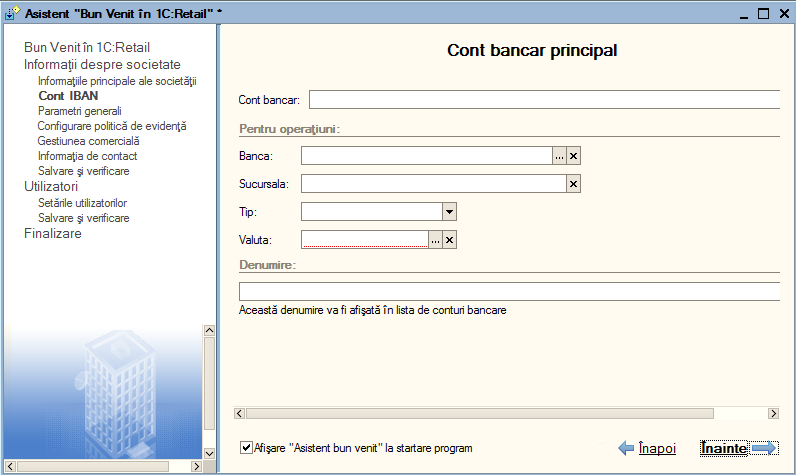 Asistent "Bun Venit în 1C:Retail" *
Bun Venit în 1C:Retail
Informaţii despre societate
Informaţiile principale ale societăţii
Cont IBAN
Parametri generali
Configurare politică de evidenţă
Gestiunea comercială
Informaţia de contact
Salvare şi verificare
Utilizatori
Setările utilizatorilor
Salvare şi verificare
Finalizare
Cont bancar principal
Cont bancar:
Pentru operaţiuni:
Banca:
Sucursala:
Tip:
Valuta:
Denumire:
Această denumire va fi afişată în lista de conturi bancare
Afişare "Asistent bun venit" la startare program
Înapoi
Înainte